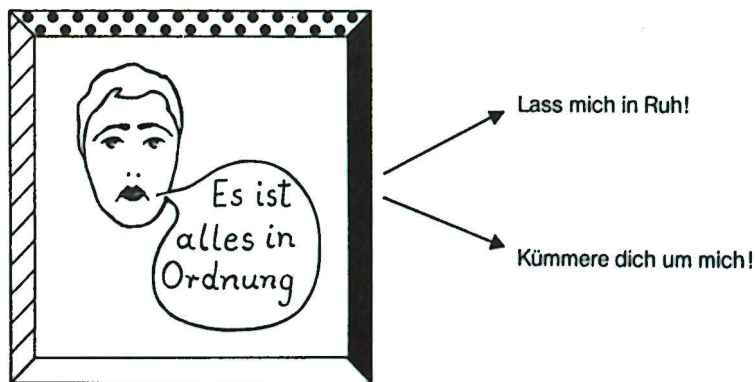 Es ist
alles in
Ordnung
Lass mich in Ruh!
Kümmere dich um mich!